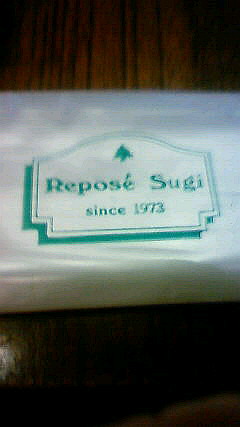 Reposé Sugi
since 1973